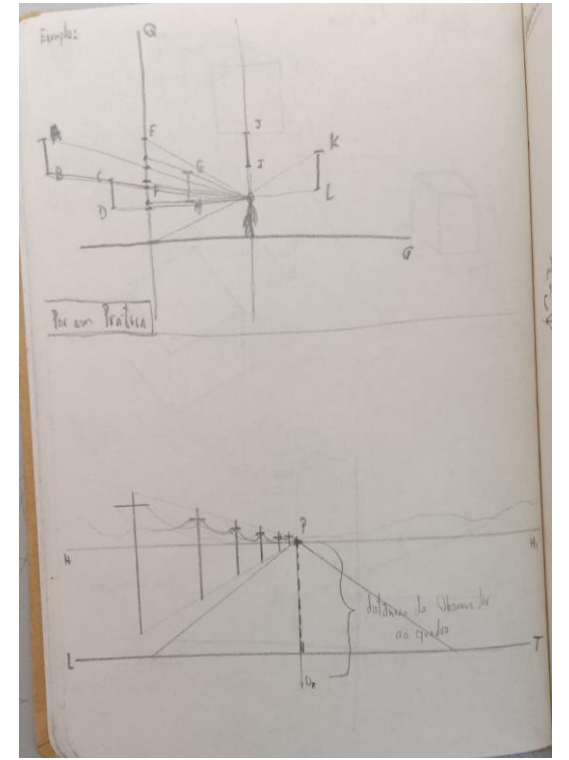 Exemplo:
Q
F
A
J
G
K
B
C
F
I
D
H
L
G
Por em Prática
P
H
H₁
distância do Observador
ao quadro
L
T